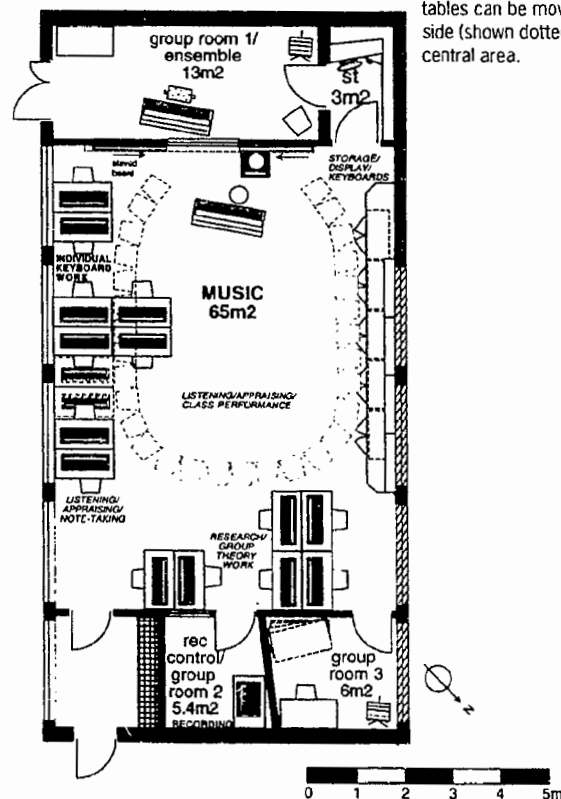 tables can be mov
side (shown dotte
central area.
group room 1/
ensemble
13m2
st
3m2
staved
board
STORAGE/
DISPLAY/
KEYBOARDS
INDIVIDUAL
KEYBOARD
WORK
MUSIC
65m2
LISTENING/APPRAISING/
CLASS PERFORMANCE
LISTENING/
APPRAISING/
NOTE-TAKING
RESEARCH/
GROUP
THEORY
WORK
rec
control/
group
room 2
5.4m2
RECORDING
group
room 3
6m2
N
0 1 2 3 4 5m